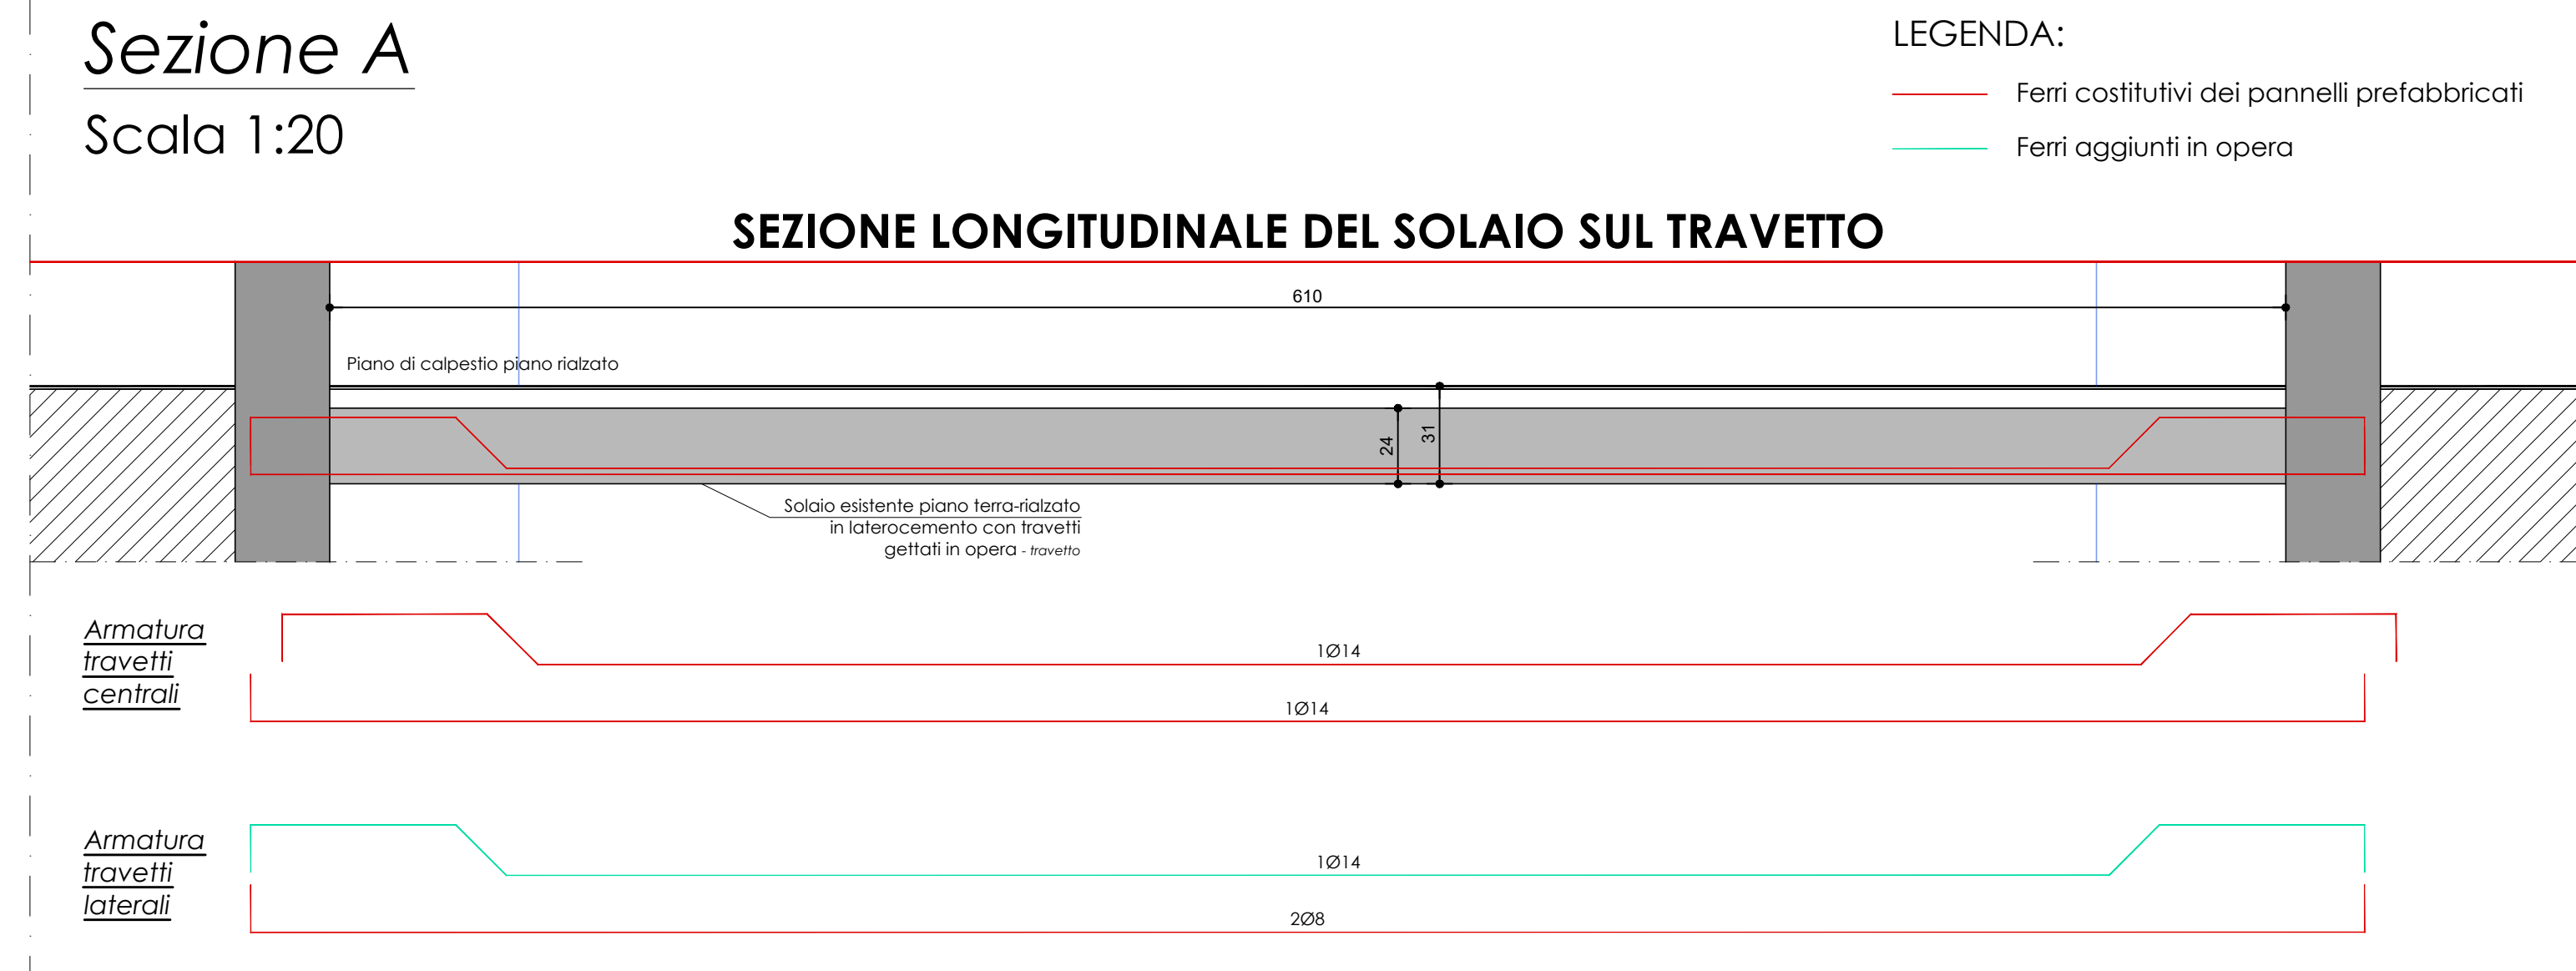 Sezione A
Scala 1:20
LEGENDA:
Ferri costitutivi dei pannelli prefabbricati
Ferri aggiunti in opera
SEZIONE LONGITUDINALE DEL SOLAIO SUL TRAVETTO
610
Piano di calpestio piano rialzato
24
31
Solaio esistente piano terra-rialzato
in laterocemento con travetti
gettati in opera - travetto
Armatura
travetti
centrali
1Ø14
1Ø14
Armatura
travetti
laterali
1Ø14
2Ø8